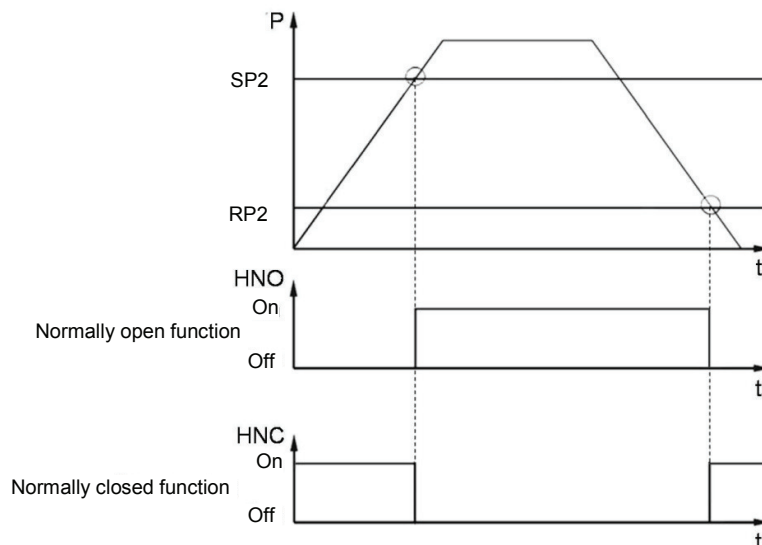 P
SP2
RP2
t
HNO
On
Normally open function
Off
t
HNC
On
Normally closed function
Off
t